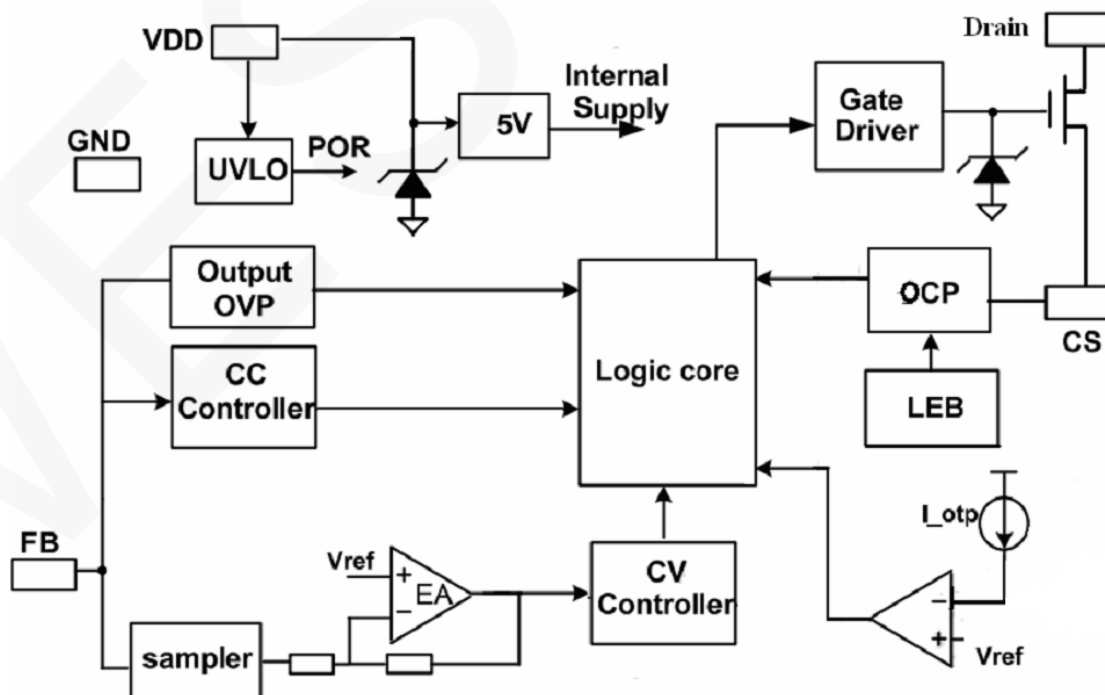 VDD
Drain
Internal
Supply
5V
Gate
Driver
GND
UVLO
POR
Output
OVP
OCP
CS
CC
Controller
Logic core
LEB
I_otp
FB
Vref
+
EA
−
CV
Controller
−
+
Vref
sampler